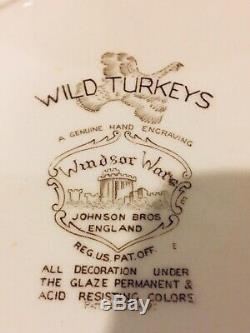 WILD TURKEYS
A GENUINE HAND ENGRAVING
Windsor Ware
JOHNSON BROS
ENGLAND
REG. U.S. PAT. OFF.
E
ALL DECORATION UNDER
THE GLAZE PERMANENT &
ACID RESISTING COLORS